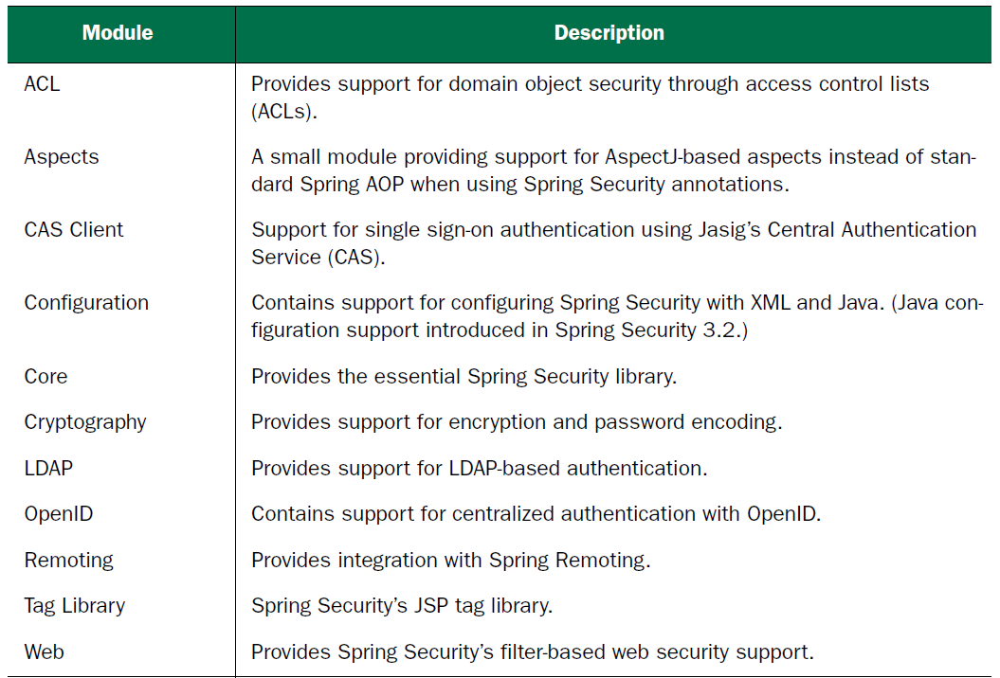 Module Description
ACL Provides support for domain object security through access control lists
(ACLs).
Aspects A small module providing support for AspectJ-based aspects instead of stan-
dard Spring AOP when using Spring Security annotations.
CAS Client Support for single sign-on authentication using Jasig’s Central Authentication
Service (CAS).
Configuration Contains support for configuring Spring Security with XML and Java. (Java con-
figuration support introduced in Spring Security 3.2.)
Core Provides the essential Spring Security library.
Cryptography Provides support for encryption and password encoding.
LDAP Provides support for LDAP-based authentication.
OpenID Contains support for centralized authentication with OpenID.
Remoting Provides integration with Spring Remoting.
Tag Library Spring Security’s JSP tag library.
Web Provides Spring Security’s filter-based web security support.